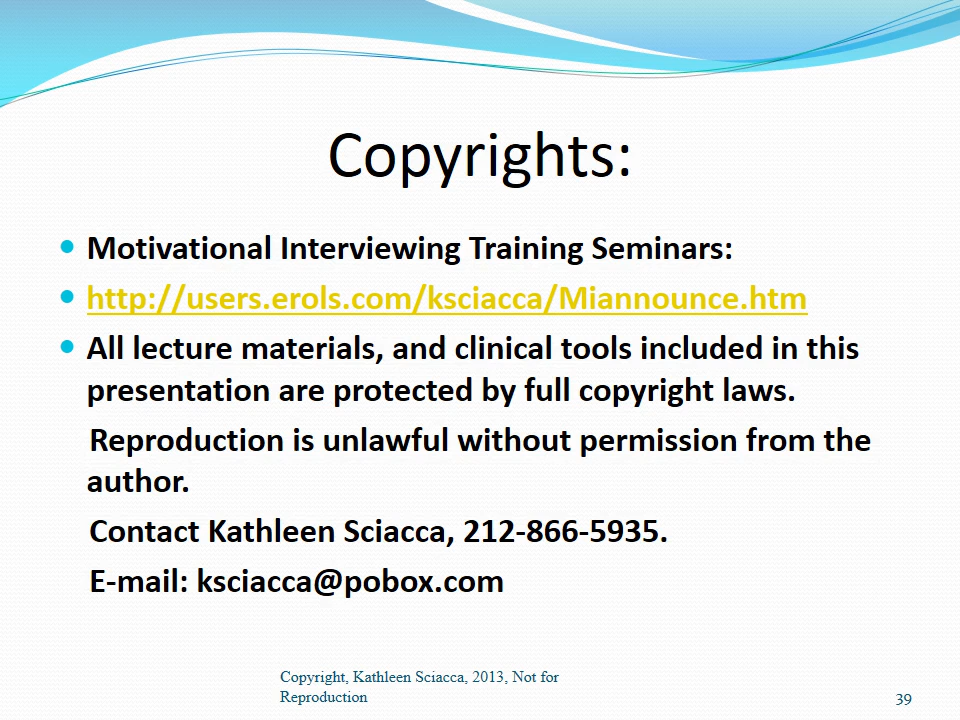 Copyrights:
Motivational Interviewing Training Seminars:
http://users.erols.com/ksciacca/Miannounce.htm
All lecture materials, and clinical tools included in this
presentation are protected by full copyright laws.
Reproduction is unlawful without permission from the
author.
Contact Kathleen Sciacca, 212-866-5935.
E-mail: ksciacca@pobox.com
Copyright, Kathleen Sciacca, 2013, Not for
Reproduction
39